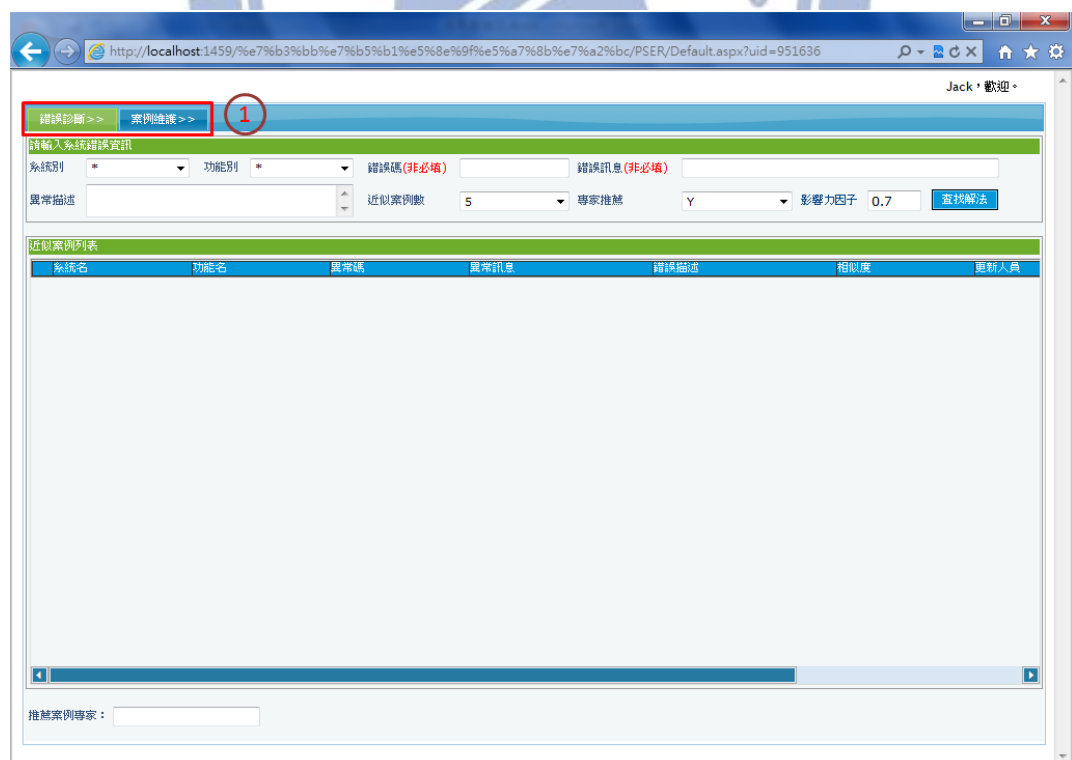 http://localhost:1459/%e7%b3%bb%e7%b5%b1%e5%8e%9f%e5%a7%8b%e7%a2%bc/PSER/Default.aspx?uid=951636
Jack，歡迎。
錯誤診斷>> 案例維護>> 1
請輸入系統錯誤資訊
系統別 * 功能別 * 錯誤碼(非必填) 錯誤訊息(非必填)
異常描述 近似案例數 5 專家推薦 Y 影響力因子 0.7 查找解法
近似案例列表
系統名 功能名 異常碼 異常訊息 錯誤描述 相似度 更新人員
推薦案例專家：